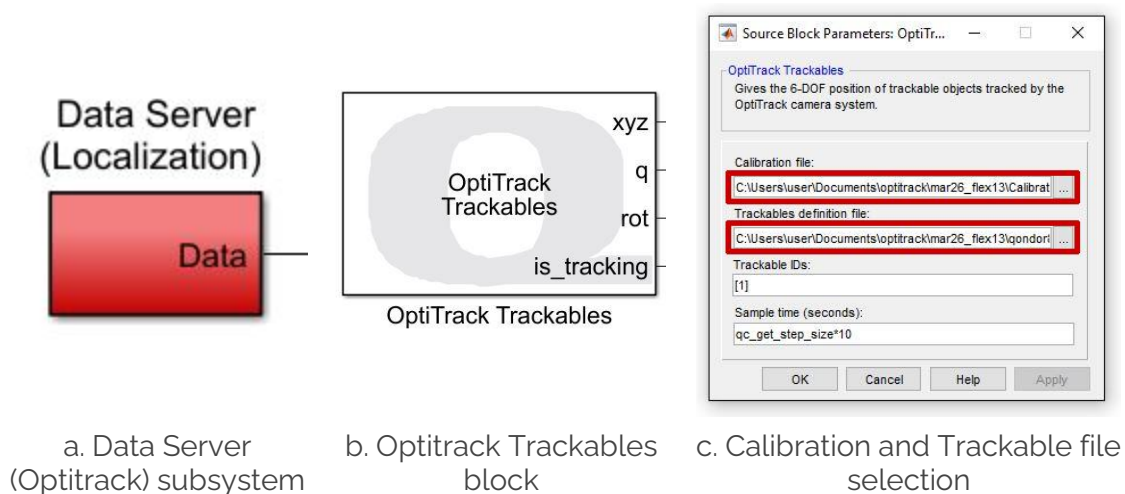 Data Server
(Localization)
Data
xyz
q
rot
is_tracking
OptiTrack
Trackables
OptiTrack Trackables
Source Block Parameters: OptiTr...
OptiTrack Trackables
Gives the 6-DOF position of trackable objects tracked by the
OptiTrack camera system.
Calibration file:
C:\Users\user\Documents\optitrack\mar26_flex13\Calibrat ...
Trackables definition file:
C:\Users\user\Documents\optitrack\mar26_flex13\qondorl ...
Trackable IDs:
[1]
Sample time (seconds):
qc_get_step_size*10
OK Cancel Help Apply
a. Data Server
(Optitrack) subsystem
b. Optitrack Trackables
block
c. Calibration and Trackable file
selection